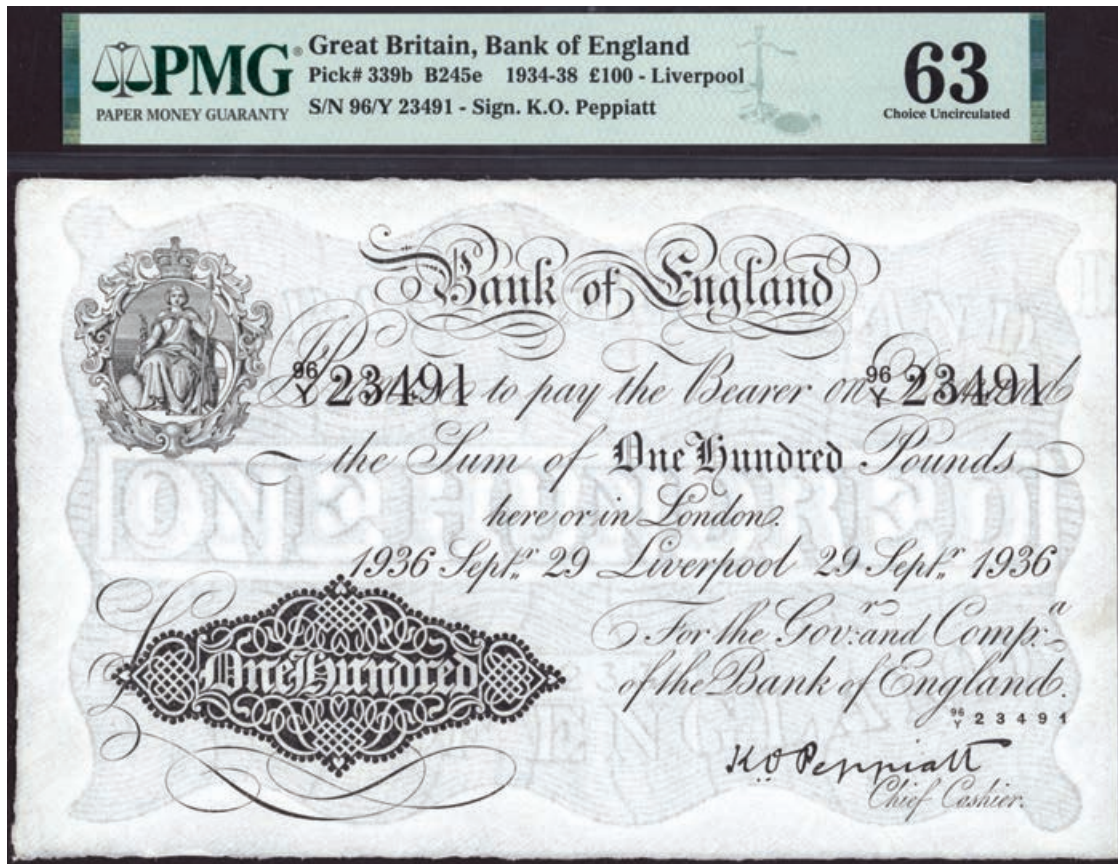 PMG
PAPER MONEY GUARANTY
Great Britain, Bank of England
Pick# 339b B245e 1934-38 £100 - Liverpool
S/N 96/Y 23491 - Sign. K.O. Peppiatt
63
Choice Uncirculated
Bank of England
96/Y 23491 to pay the Bearer on 96/Y 23491
the Sum of One Hundred Pounds
here or in London.
1936 Septr. 29 Liverpool 29 Septr. 1936
For the Govr: and Compa:
of the Bank of England.
96/Y 23491
One Hundred
K.O. Peppiatt
Chief Cashier.
ONE HUNDRED
ENGLAND